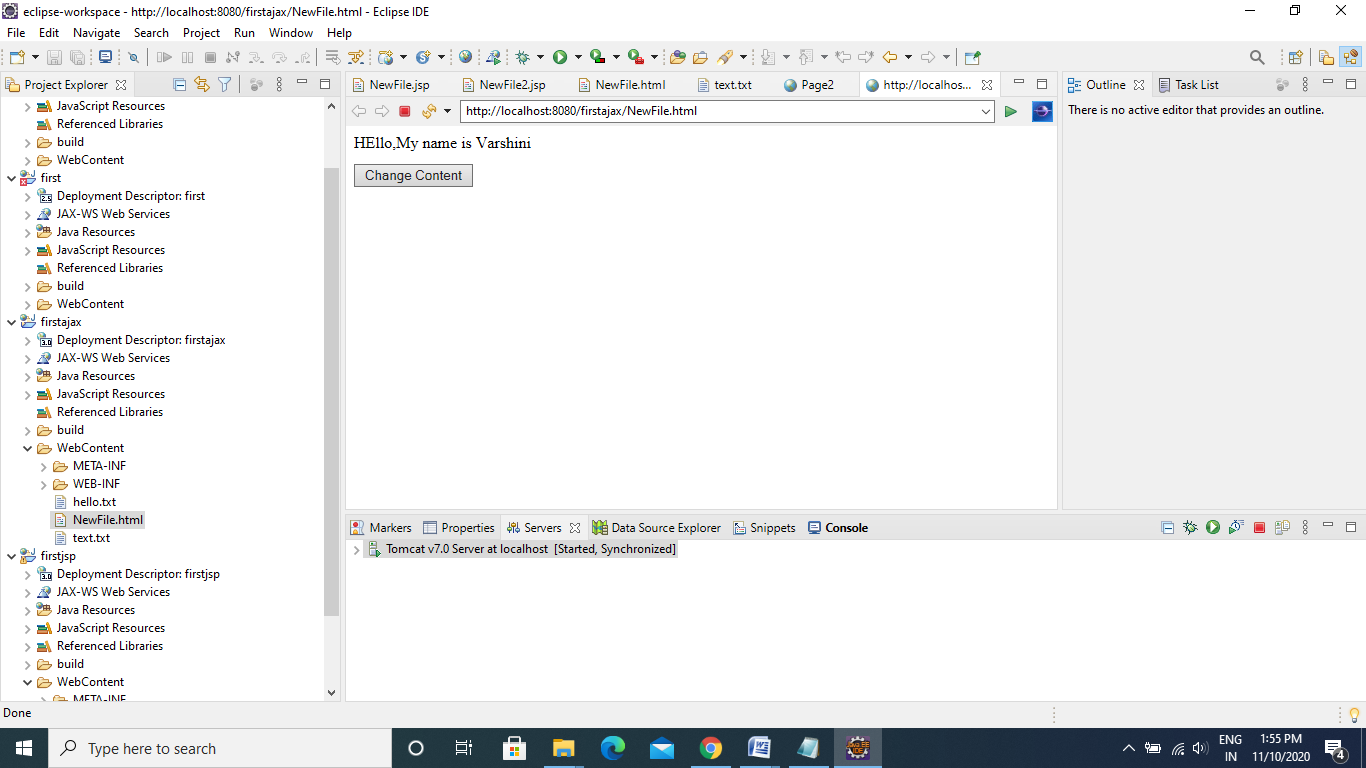 eclipse-workspace - http://localhost:8080/firstajax/NewFile.html - Eclipse IDE
File Edit Navigate Search Project Run Window Help
Project Explorer
JavaScript Resources
Referenced Libraries
build
WebContent
first
Deployment Descriptor: first
JAX-WS Web Services
Java Resources
JavaScript Resources
Referenced Libraries
build
WebContent
firstajax
Deployment Descriptor: firstajax
JAX-WS Web Services
Java Resources
JavaScript Resources
Referenced Libraries
build
WebContent
META-INF
WEB-INF
hello.txt
NewFile.html
text.txt
firstjsp
Deployment Descriptor: firstjsp
JAX-WS Web Services
Java Resources
JavaScript Resources
Referenced Libraries
build
WebContent
META-INF
NewFile.jsp NewFile2.jsp NewFile.html text.txt Page2 http://localhos...
http://localhost:8080/firstajax/NewFile.html
HEllo,My name is Varshini
Change Content
Outline Task List
There is no active editor that provides an outline.
Markers Properties Servers Data Source Explorer Snippets Console
Tomcat v7.0 Server at localhost [Started, Synchronized]
Done
Type here to search
ENG
IN
1:55 PM
11/10/2020
4